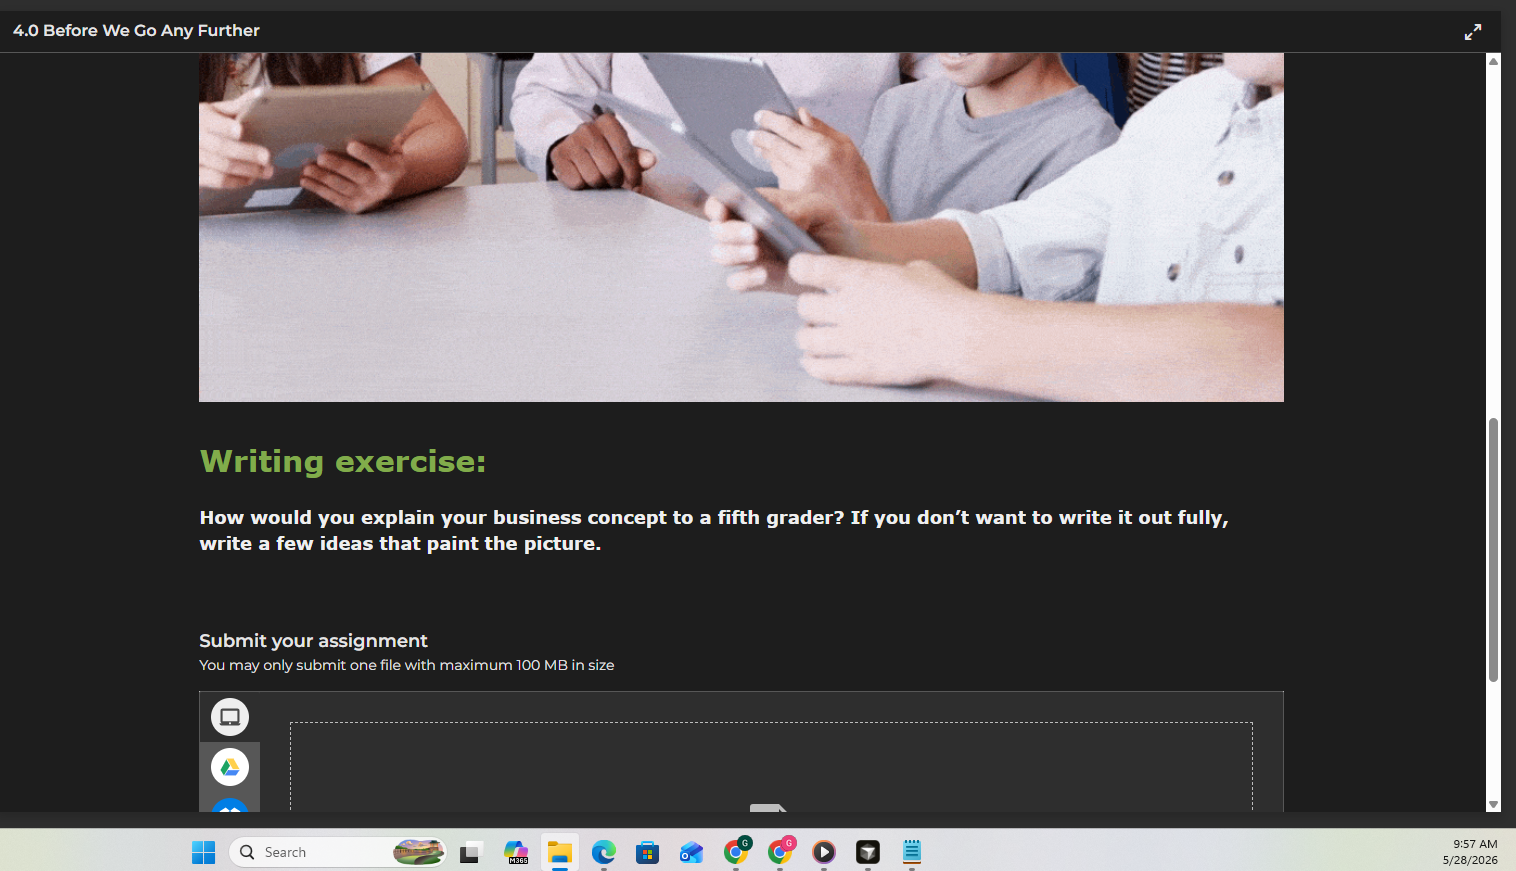 4.0 Before We Go Any Further
Writing exercise:
How would you explain your business concept to a fifth grader? If you don’t want to write it out fully,
write a few ideas that paint the picture.
Submit your assignment
You may only submit one file with maximum 100 MB in size
Search
M365
G
G
9:57 AM
5/28/2026